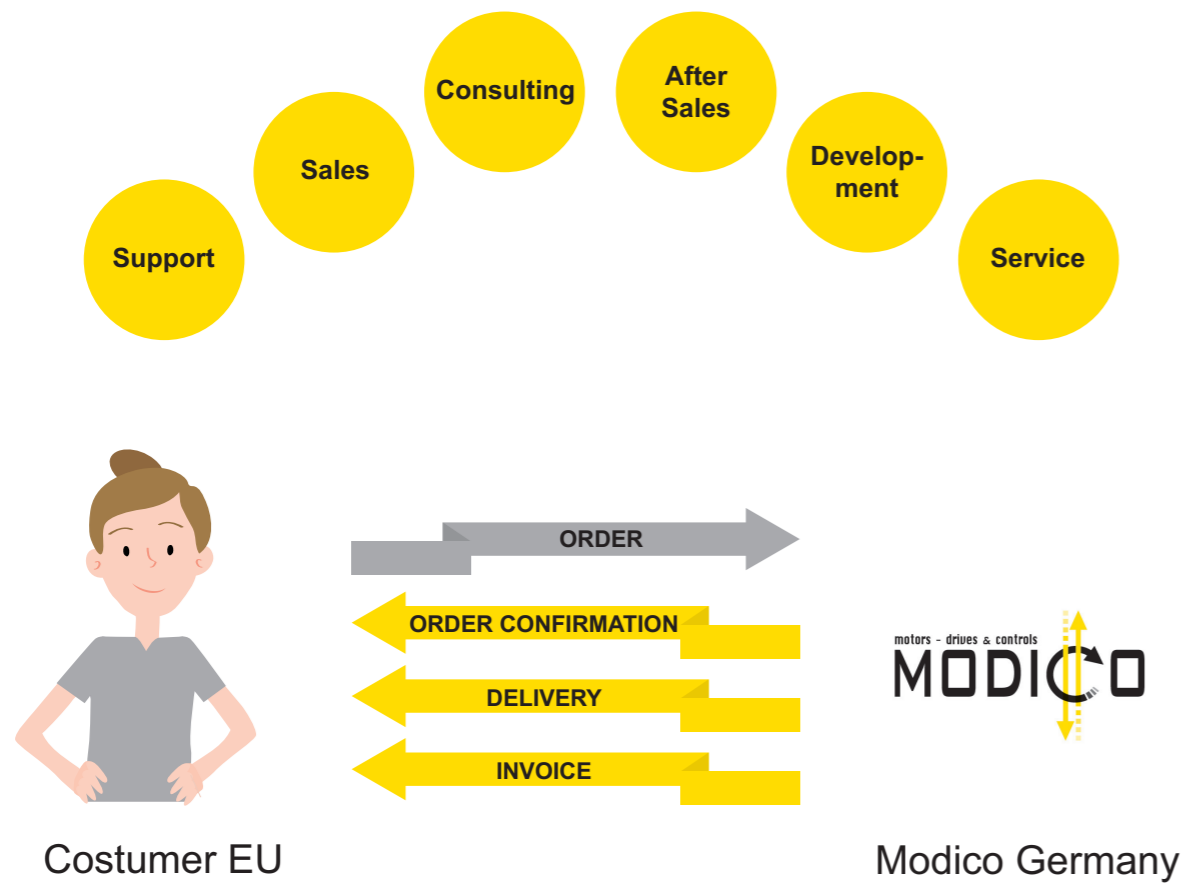 Consulting
After
Sales
Sales
Develop-
ment
Support
Service
ORDER
ORDER CONFIRMATION
motors - drives & controls
MODICO
DELIVERY
INVOICE
Costumer EU
Modico Germany